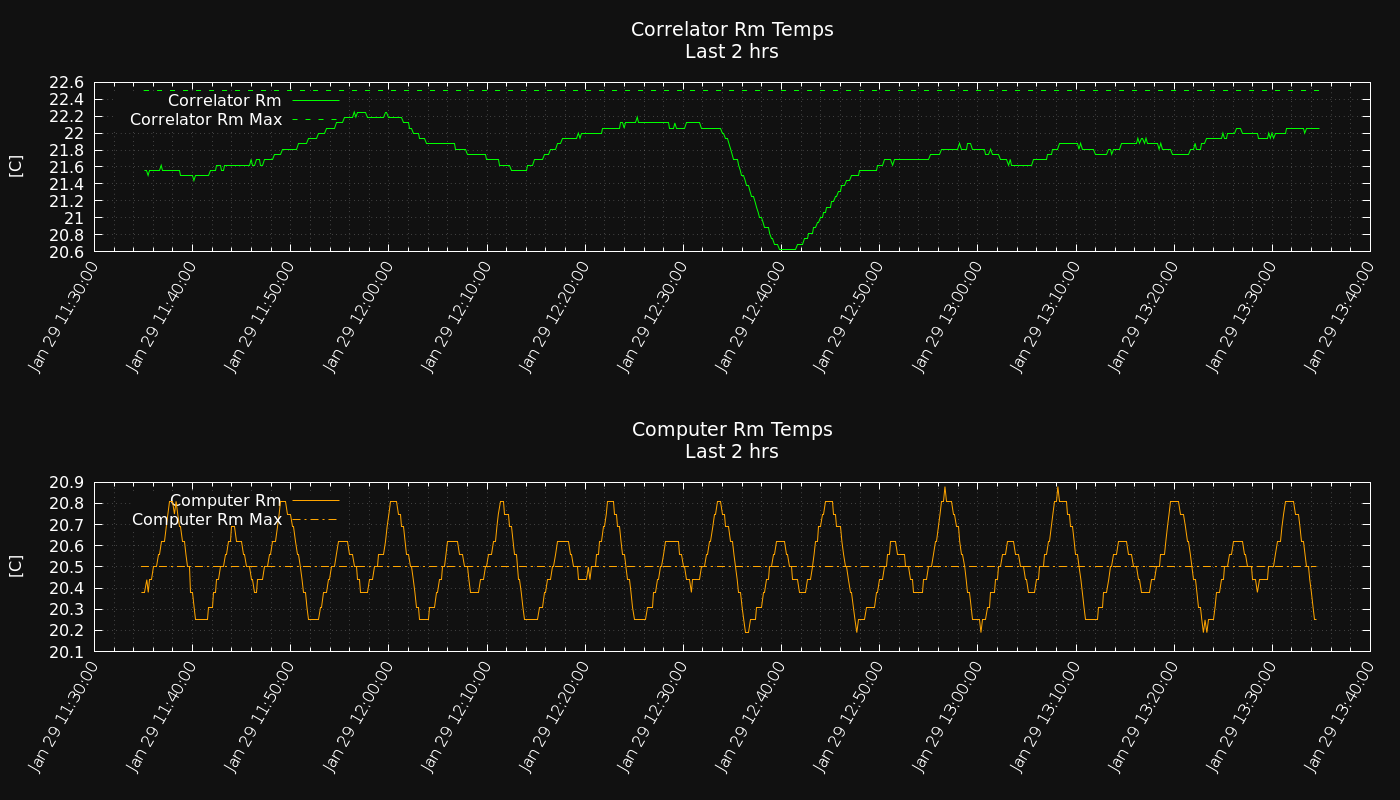 Correlator Rm Temps
Last 2 hrs
22.6
22.4
22.2
22
21.8
21.6
21.4
21.2
21
20.8
20.6
[C]
Correlator Rm
Correlator Rm Max
Jan 29 11:30:00
Jan 29 11:40:00
Jan 29 11:50:00
Jan 29 12:00:00
Jan 29 12:10:00
Jan 29 12:20:00
Jan 29 12:30:00
Jan 29 12:40:00
Jan 29 12:50:00
Jan 29 13:00:00
Jan 29 13:10:00
Jan 29 13:20:00
Jan 29 13:30:00
Jan 29 13:40:00
Computer Rm Temps
Last 2 hrs
20.9
20.8
20.7
20.6
20.5
20.4
20.3
20.2
20.1
[C]
Computer Rm
Computer Rm Max
Jan 29 11:30:00
Jan 29 11:40:00
Jan 29 11:50:00
Jan 29 12:00:00
Jan 29 12:10:00
Jan 29 12:20:00
Jan 29 12:30:00
Jan 29 12:40:00
Jan 29 12:50:00
Jan 29 13:00:00
Jan 29 13:10:00
Jan 29 13:20:00
Jan 29 13:30:00
Jan 29 13:40:00